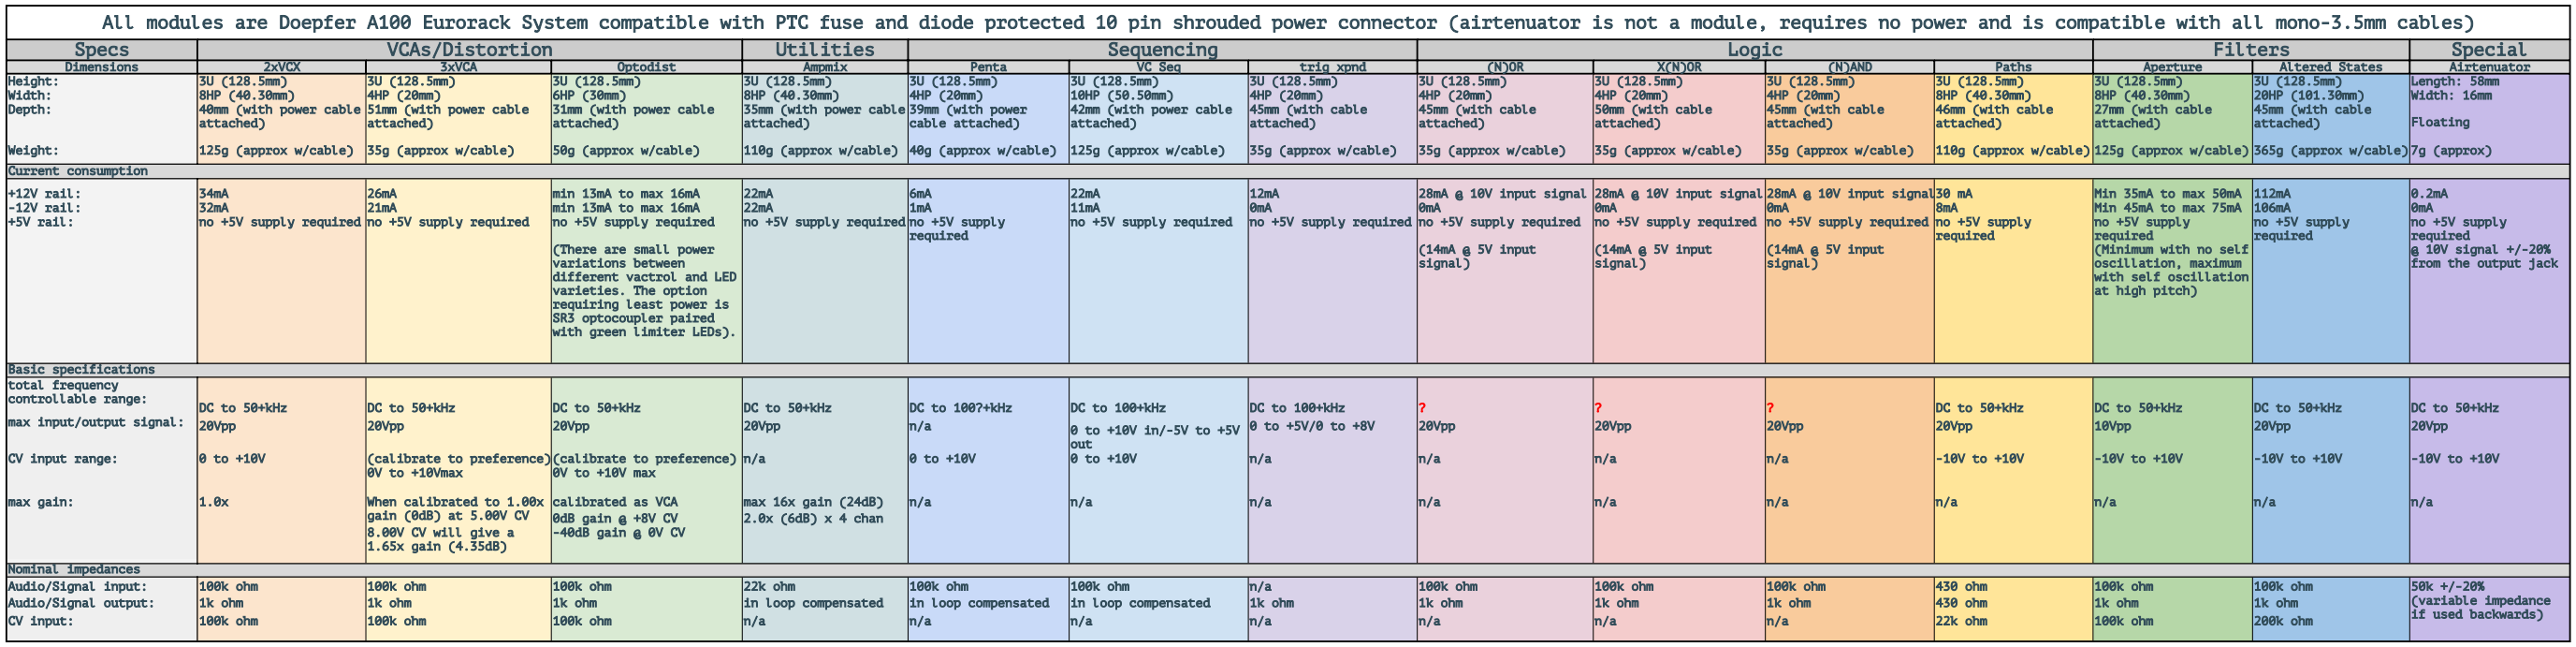 All modules are Doepfer A100 Eurorack System compatible with PTC fuse and diode protected 10 pin shrouded power connector (airtenuator is not a module, requires no power and is compatible with all mono-3.5mm cables)
Specs VCAs/Distortion Utilities Sequencing Logic Filters Special
Dimensions 2xVCX 3xVCA Optodist Ampmix Penta VC Seq trig xpnd (N)OR X(N)OR (N)AND Paths Aperture Altered States Airtenuator
Height: 3U (128.5mm) 3U (128.5mm) 3U (128.5mm) 3U (128.5mm) 3U (128.5mm) 3U (128.5mm) 3U (128.5mm) 3U (128.5mm) 3U (128.5mm) 3U (128.5mm) 3U (128.5mm) 3U (128.5mm) 3U (128.5mm) Length: 58mm
Width: 8HP (40.30mm) 4HP (20mm) 6HP (30mm) 8HP (40.30mm) 4HP (20mm) 10HP (50.50mm) 4HP (20mm) 4HP (20mm) 4HP (20mm) 4HP (20mm) 8HP (40.30mm) 8HP (40.30mm) 20HP (101.30mm) Width: 16mm
Depth: 40mm (with power cable 51mm (with power cable 31mm (with power cable 35mm (with power cable 39mm (with power 42mm (with power cable 45mm (with cable 45mm (with cable 50mm (with cable 45mm (with cable 46mm (with cable 27mm (with cable 45mm (with cable
attached) attached) attached) attached) cable attached) attached) attached) attached) attached) attached) attached) attached) attached) Floating
Weight: 125g (approx w/cable) 35g (approx w/cable) 50g (approx w/cable) 110g (approx w/cable) 40g (approx w/cable) 125g (approx w/cable) 35g (approx w/cable) 35g (approx w/cable) 35g (approx w/cable) 35g (approx w/cable) 110g (approx w/cable) 125g (approx w/cable) 365g (approx w/cable) 7g (approx)
Current consumption
+12V rail: 34mA 26mA min 13mA to max 16mA 22mA 6mA 22mA 12mA 28mA @ 10V input signal 28mA @ 10V input signal 28mA @ 10V input signal 30 mA Min 35mA to max 50mA 112mA 0.2mA
-12V rail: 32mA 21mA min 13mA to max 16mA 22mA 1mA 11mA 0mA 0mA 0mA 0mA 8mA Min 45mA to max 75mA 106mA 0mA
+5V rail: no +5V supply required no +5V supply required no +5V supply required no +5V supply required no +5V supply no +5V supply required no +5V supply required no +5V supply required no +5V supply required no +5V supply required no +5V supply no +5V supply no +5V supply no +5V supply
required required required required required
(There are small power (14mA @ 5V input (14mA @ 5V input (14mA @ 5V input (Minimum with no self @ 10V signal +/-20%
variations between signal) signal) signal) oscillation, maximum from the output jack
different vactrol and LED with self oscillation
varieties. The option at high pitch)
requiring least power is
SR3 optocoupler paired
with green limiter LEDs).
Basic specifications
total frequency
controllable range:
DC to 50+kHz DC to 50+kHz DC to 50+kHz DC to 50+kHz DC to 100?+kHz DC to 100+kHz DC to 100+kHz ? ? ? DC to 50+kHz DC to 50+kHz DC to 50+kHz DC to 50+kHz
max input/output signal: 20Vpp 20Vpp 20Vpp 20Vpp n/a 0 to +10V in/-5V to +5V 0 to +5V/0 to +8V 20Vpp 20Vpp 20Vpp 20Vpp 10Vpp 20Vpp 20Vpp
out
CV input range: 0 to +10V (calibrate to preference) (calibrate to preference) n/a 0 to +10V 0 to +10V n/a n/a n/a n/a -10V to +10V -10V to +10V -10V to +10V -10V to +10V
0V to +10Vmax 0V to +10V max
max gain: 1.0x When calibrated to 1.00x calibrated as VCA max 16x gain (24dB) n/a n/a n/a n/a n/a n/a n/a n/a n/a n/a
gain (0dB) at 5.00V CV 0dB gain @ +8V CV 2.0x (6dB) x 4 chan
8.00V CV will give a -40dB gain @ 0V CV
1.65x gain (4.35dB)
Nominal impedances
Audio/Signal input: 100k ohm 100k ohm 100k ohm 22k ohm 100k ohm 100k ohm n/a 100k ohm 100k ohm 100k ohm 430 ohm 100k ohm 100k ohm 50k +/-20%
Audio/Signal output: 1k ohm 1k ohm 1k ohm in loop compensated in loop compensated in loop compensated 1k ohm 1k ohm 1k ohm 1k ohm 430 ohm 1k ohm 1k ohm (variable impedance
CV input: 100k ohm 100k ohm 100k ohm n/a n/a n/a n/a n/a n/a n/a 22k ohm 100k ohm 200k ohm if used backwards)